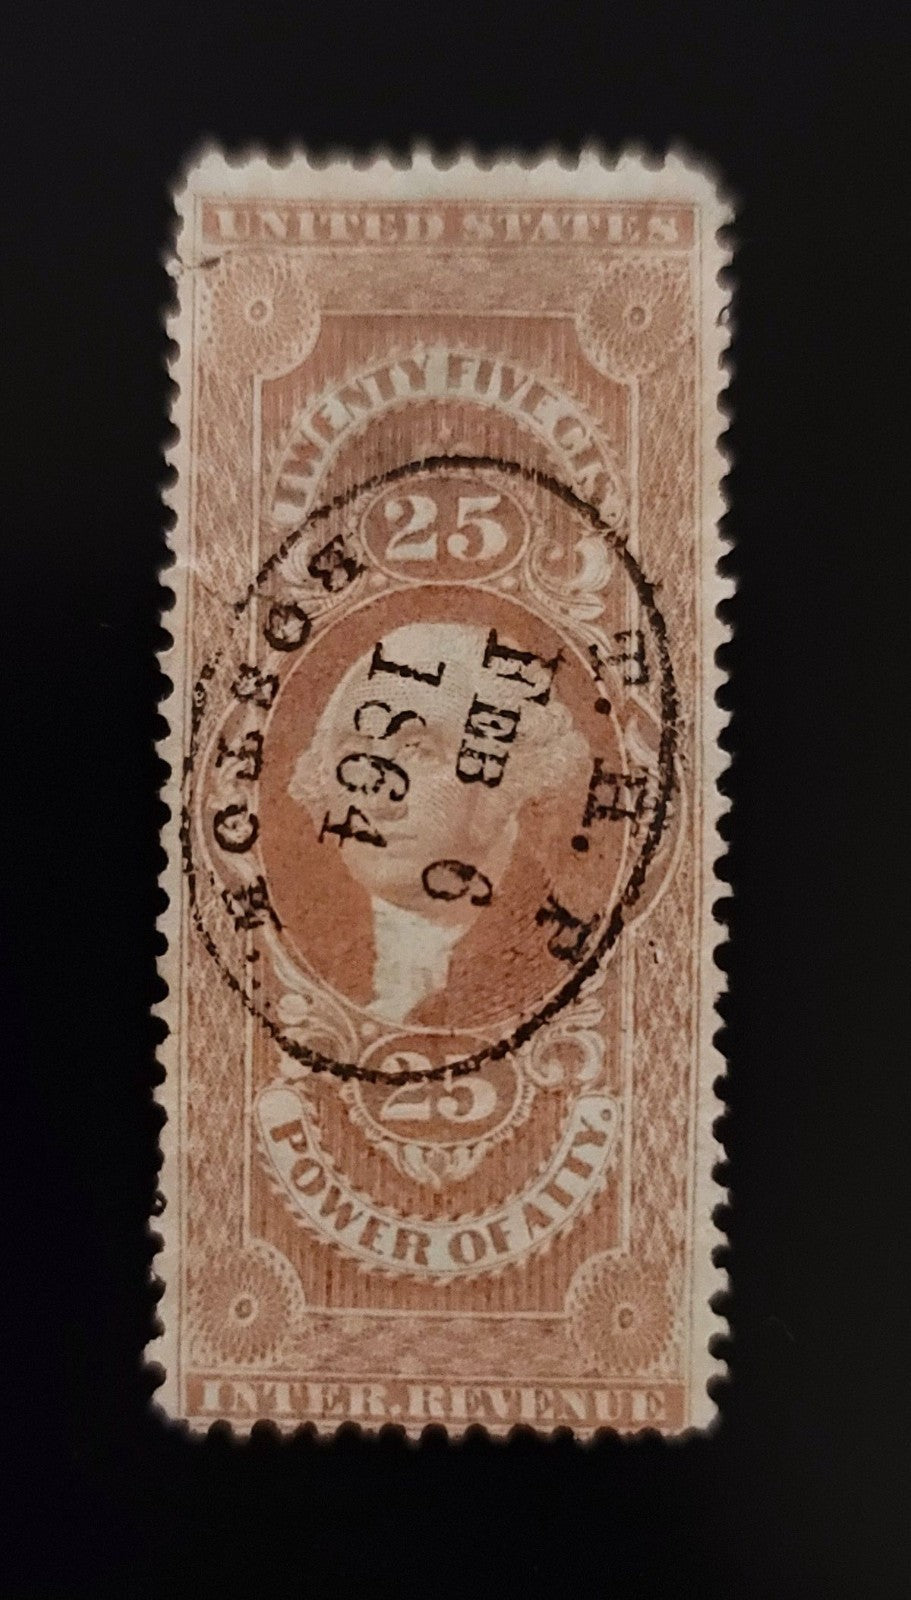 UNITED STATES
TWENTY FIVE CTS.
25
T. H. P.
FEB 6
1864
BOSTON.
25
POWER OF ATTY.
INTER. REVENUE